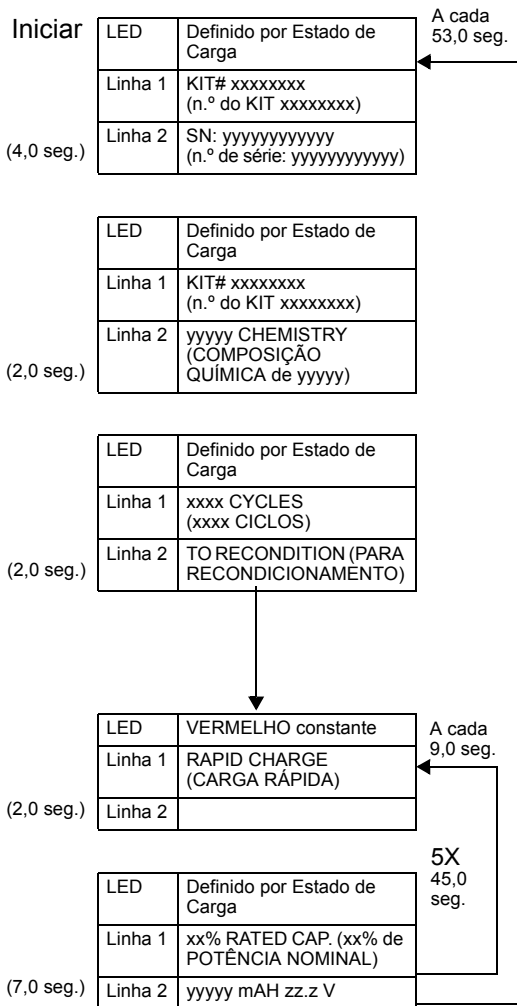 Iniciar
A cada
53,0 seg.
LED
Definido por Estado de
Carga
Linha 1
KIT# xxxxxxxx
(n.º do KIT xxxxxxxx)
(4,0 seg.)
Linha 2
SN: yyyyyyyyyyyy
(n.º de série: yyyyyyyyyyyy)
LED
Definido por Estado de
Carga
Linha 1
KIT# xxxxxxxx
(n.º do KIT xxxxxxxx)
(2,0 seg.)
Linha 2
yyyyy CHEMISTRY
(COMPOSIÇÃO
QUÍMICA de yyyyy)
LED
Definido por Estado de
Carga
Linha 1
xxxx CYCLES
(xxxx CICLOS)
(2,0 seg.)
Linha 2
TO RECONDITION (PARA
RECONDICIONAMENTO)
LED
VERMELHO constante
A cada
9,0 seg.
Linha 1
RAPID CHARGE
(CARGA RÁPIDA)
(2,0 seg.)
Linha 2
5X
45,0
seg.
LED
Definido por Estado de
Carga
Linha 1
xx% RATED CAP. (xx% de
POTÊNCIA NOMINAL)
(7,0 seg.)
Linha 2
yyyyy mAH zz.z V